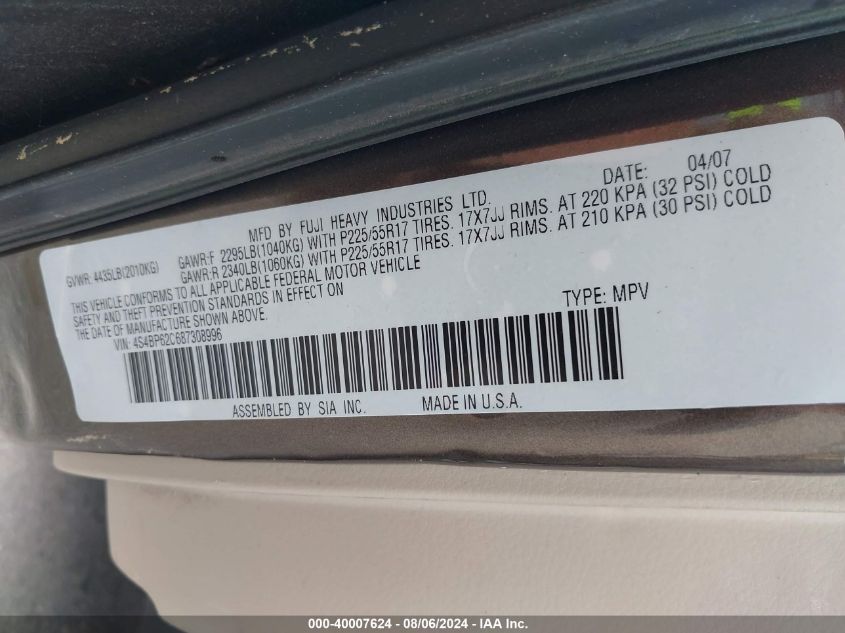 MFD BY FUJI HEAVY INDUSTRIES LTD. DATE: 04/07
GVWR: 4435LB(2010KG) GAWR:F 2295LB(1040KG) WITH P225/55R17 TIRES. 17X7JJ RIMS. AT 220 KPA (32 PSI) COLD
GAWR:R 2340LB(1060KG) WITH P225/55R17 TIRES. 17X7JJ RIMS. AT 210 KPA (30 PSI) COLD
THIS VEHICLE CONFORMS TO ALL APPLICABLE FEDERAL MOTOR VEHICLE
SAFETY AND THEFT PREVENTION STANDARDS IN EFFECT ON
THE DATE OF MANUFACTURE SHOWN ABOVE.
VIN: 4S4BP62C687308996 TYPE: MPV
ASSEMBLED BY SIA INC. MADE IN U.S.A.
000-40007624 - 08/06/2024 - IAA Inc.